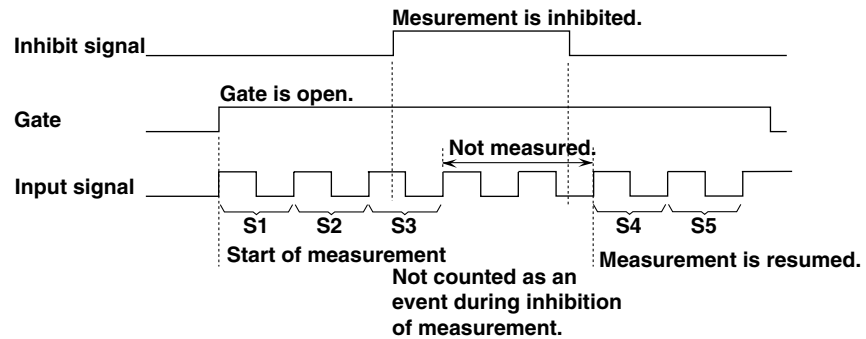 Mesurement is inhibited.
Inhibit signal
Gate is open.
Gate
Not measured.
Input signal
S1 S2 S3 S4 S5
Start of measurement
Measurement is resumed.
Not counted as an
event during inhibition
of measurement.